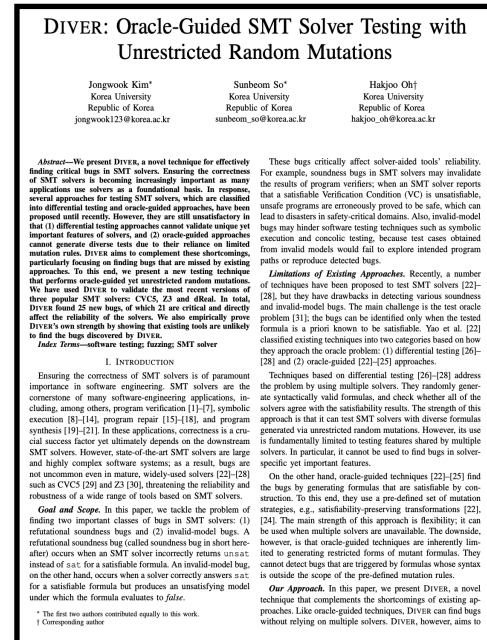 DIVER: Oracle-Guided SMT Solver Testing with
Unrestricted Random Mutations
Jongwook Kim*
Korea University
Republic of Korea
jongwook123@korea.ac.kr
Sunbeom So*
Korea University
Republic of Korea
sunbeom_so@korea.ac.kr
Hakjoo Oh†
Korea University
Republic of Korea
hakjoo_oh@korea.ac.kr
Abstract—We present DIVER, a novel technique for effectively
finding critical bugs in SMT solvers. Ensuring the correctness
of SMT solvers is becoming increasingly important as many
applications use solvers as a foundational basis. In response,
several approaches for testing SMT solvers, which are classified
into differential testing and oracle-guided approaches, have been
proposed until recently. However, they are still unsatisfactory in
that (1) differential testing approaches cannot validate unique yet
important features of solvers, and (2) oracle-guided approaches
cannot generate diverse tests due to their reliance on limited
mutation rules. DIVER aims to complement these shortcomings,
particularly focusing on finding bugs that are missed by existing
approaches. To this end, we present a new testing technique
that performs oracle-guided yet unrestricted random mutations.
We have used DIVER to validate the most recent versions of
three popular SMT solvers: CVC5, Z3 and dReal. In total,
DIVER found 25 new bugs, of which 21 are critical and directly
affect the reliability of the solvers. We also empirically prove
DIVER's own strength by showing that existing tools are unlikely
to find the bugs discovered by DIVER.
Index Terms—software testing; fuzzing; SMT solver
I. INTRODUCTION
Ensuring the correctness of SMT solvers is of paramount
importance in software engineering. SMT solvers are the
cornerstone of many software-engineering applications, in-
cluding, among others, program verification [1]–[7], symbolic
execution [8]–[14], program repair [15]–[18], and program
synthesis [19]–[21]. In these applications, correctness is a cru-
cial success factor yet ultimately depends on the downstream
SMT solvers. However, state-of-the-art SMT solvers are large
and highly complex software systems; as a result, bugs are
not uncommon even in mature, widely-used solvers [22]–[28]
such as CVC5 [29] and Z3 [30], threatening the reliability and
robustness of a wide range of tools based on SMT solvers.
Goal and Scope. In this paper, we tackle the problem of
finding two important classes of bugs in SMT solvers: (1)
refutational soundness bugs and (2) invalid-model bugs. A
refutational soundness bug (called soundness bug in short here-
after) occurs when an SMT solver incorrectly returns unsat
instead of sat for a satisfiable formula. An invalid-model bug,
on the other hand, occurs when a solver correctly answers sat
for a satisfiable formula but produces an unsatisfying model
under which the formula evaluates to false.
* The first two authors contributed equally to this work.
† Corresponding author
These bugs critically affect solver-aided tools' reliability.
For example, soundness bugs in SMT solvers may invalidate
the results of program verifiers; when an SMT solver reports
that a satisfiable Verification Condition (VC) is unsatisfiable,
unsafe programs are erroneously proved to be safe, which can
lead to disasters in safety-critical domains. Also, invalid-model
bugs may hinder software testing techniques such as symbolic
execution and concolic testing, because test cases obtained
from invalid models would fail to explore intended program
paths or reproduce detected bugs.
Limitations of Existing Approaches. Recently, a number
of techniques have been proposed to test SMT solvers [22]–
[28], but they have drawbacks in detecting various soundness
and invalid-model bugs. The main challenge is the test oracle
problem [31]; the bugs can be identified only when the tested
formula is a priori known to be satisfiable. Yao et al. [22]
classified existing techniques into two categories based on how
they approach the oracle problem: (1) differential testing [26]–
[28] and (2) oracle-guided [22]–[25] approaches.
Techniques based on differential testing [26]–[28] address
the problem by using multiple solvers. They randomly gener-
ate syntactically valid formulas, and check whether all of the
solvers agree with the satisfiability results. The strength of this
approach is that it can test SMT solvers with diverse formulas
generated via unrestricted random mutations. However, its use
is fundamentally limited to testing features shared by multiple
solvers. In particular, it cannot be used to find bugs in solver-
specific yet important features.
On the other hand, oracle-guided techniques [22]–[25] find
the bugs by generating formulas that are satisfiable by con-
struction. To this end, they use a pre-defined set of mutation
strategies, e.g., satisfiability-preserving transformations [22],
[24]. The main strength of this approach is flexibility; it can
be used when multiple solvers are unavailable. The downside,
however, is that oracle-guided techniques are inherently lim-
ited to generating restricted forms of mutant formulas. They
cannot detect bugs that are triggered by formulas whose syntax
is outside the scope of the pre-defined mutation rules.
Our Approach. In this paper, we present DIVER, a novel
technique that complements the shortcomings of existing ap-
proaches. Like oracle-guided techniques, DIVER can find bugs
without relying on multiple solvers. DIVER, however, aims to